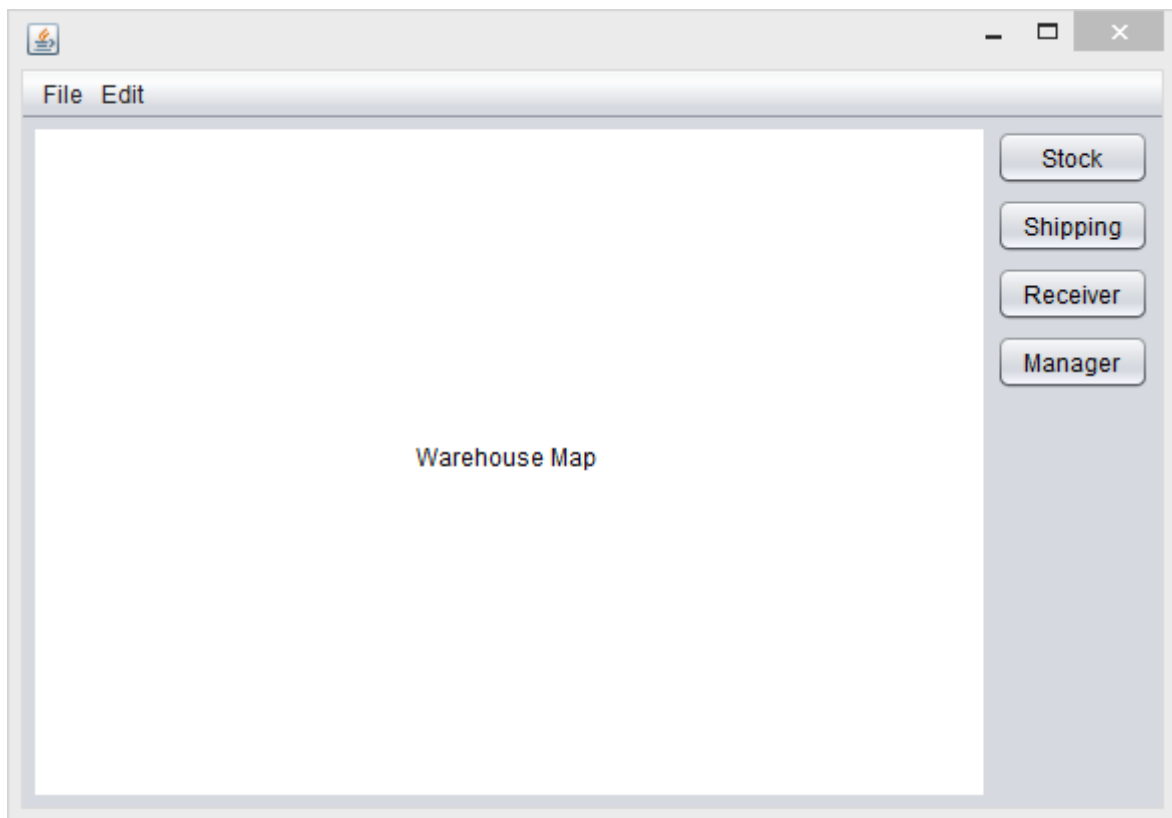 File Edit
Stock
Shipping
Receiver
Manager
Warehouse Map